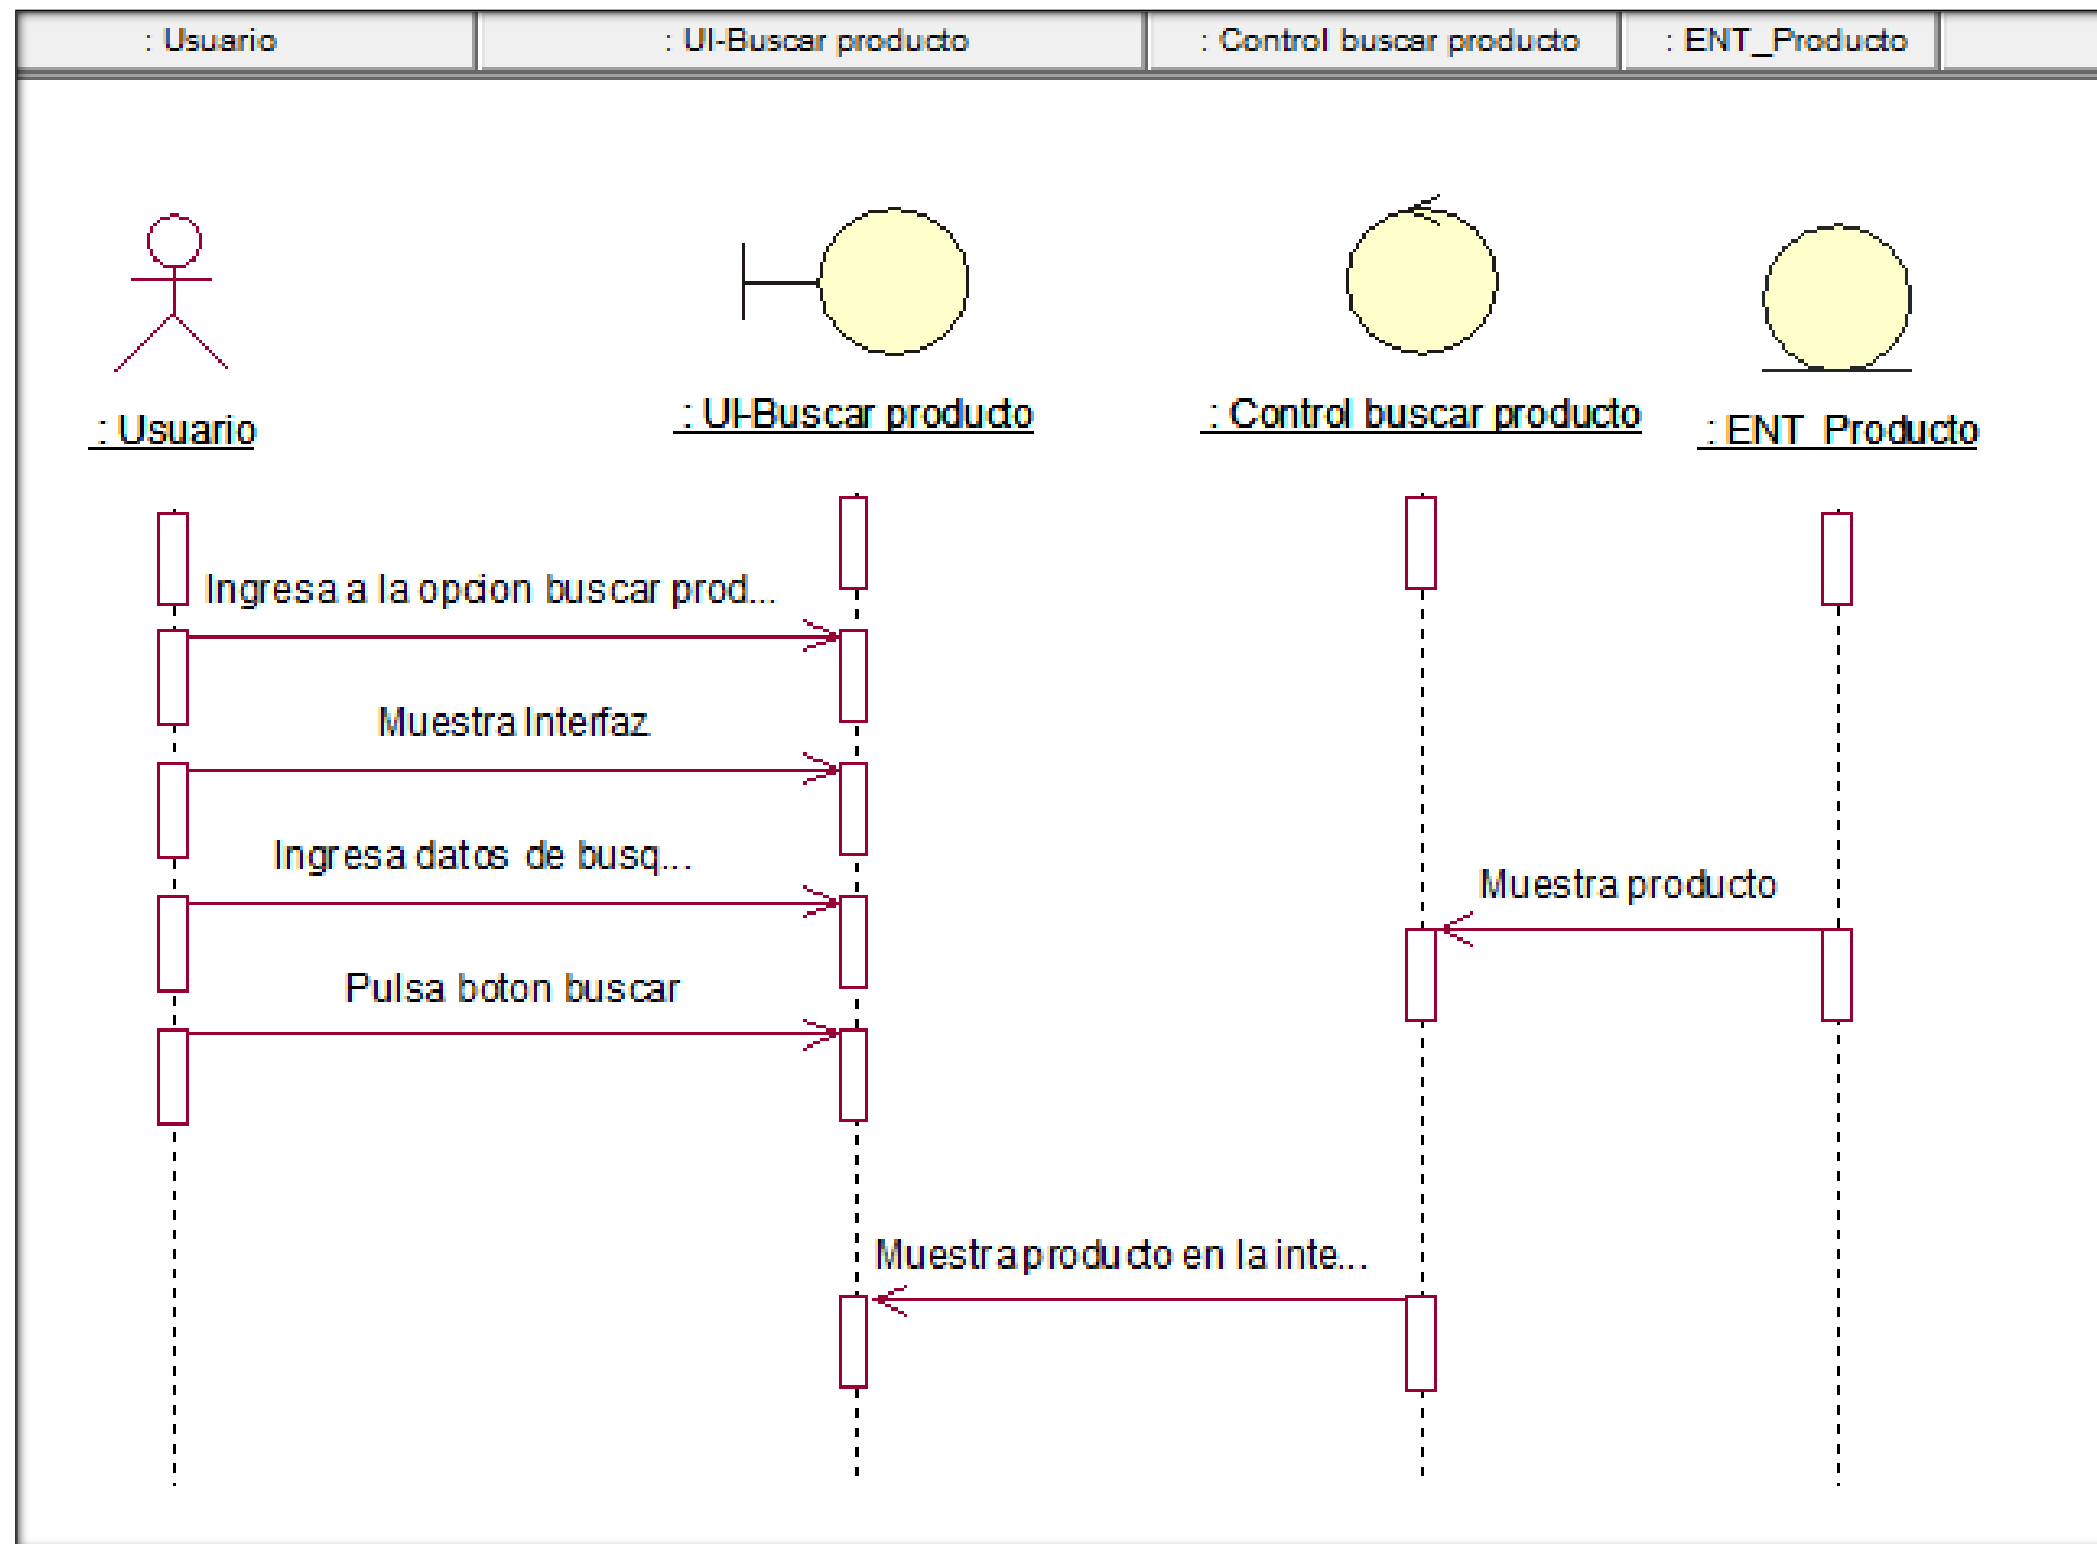 : Usuario
: UI-Buscar producto
: Control buscar producto
: ENT_Producto
: Usuario
: UI-Buscar producto
: Control buscar producto
: ENT_Producto
Ingresa a la opcion buscar prod...
Muestra Interfaz
Ingresa datos de busq...
Muestra producto
Pulsa boton buscar
Muestra producto en la inte...